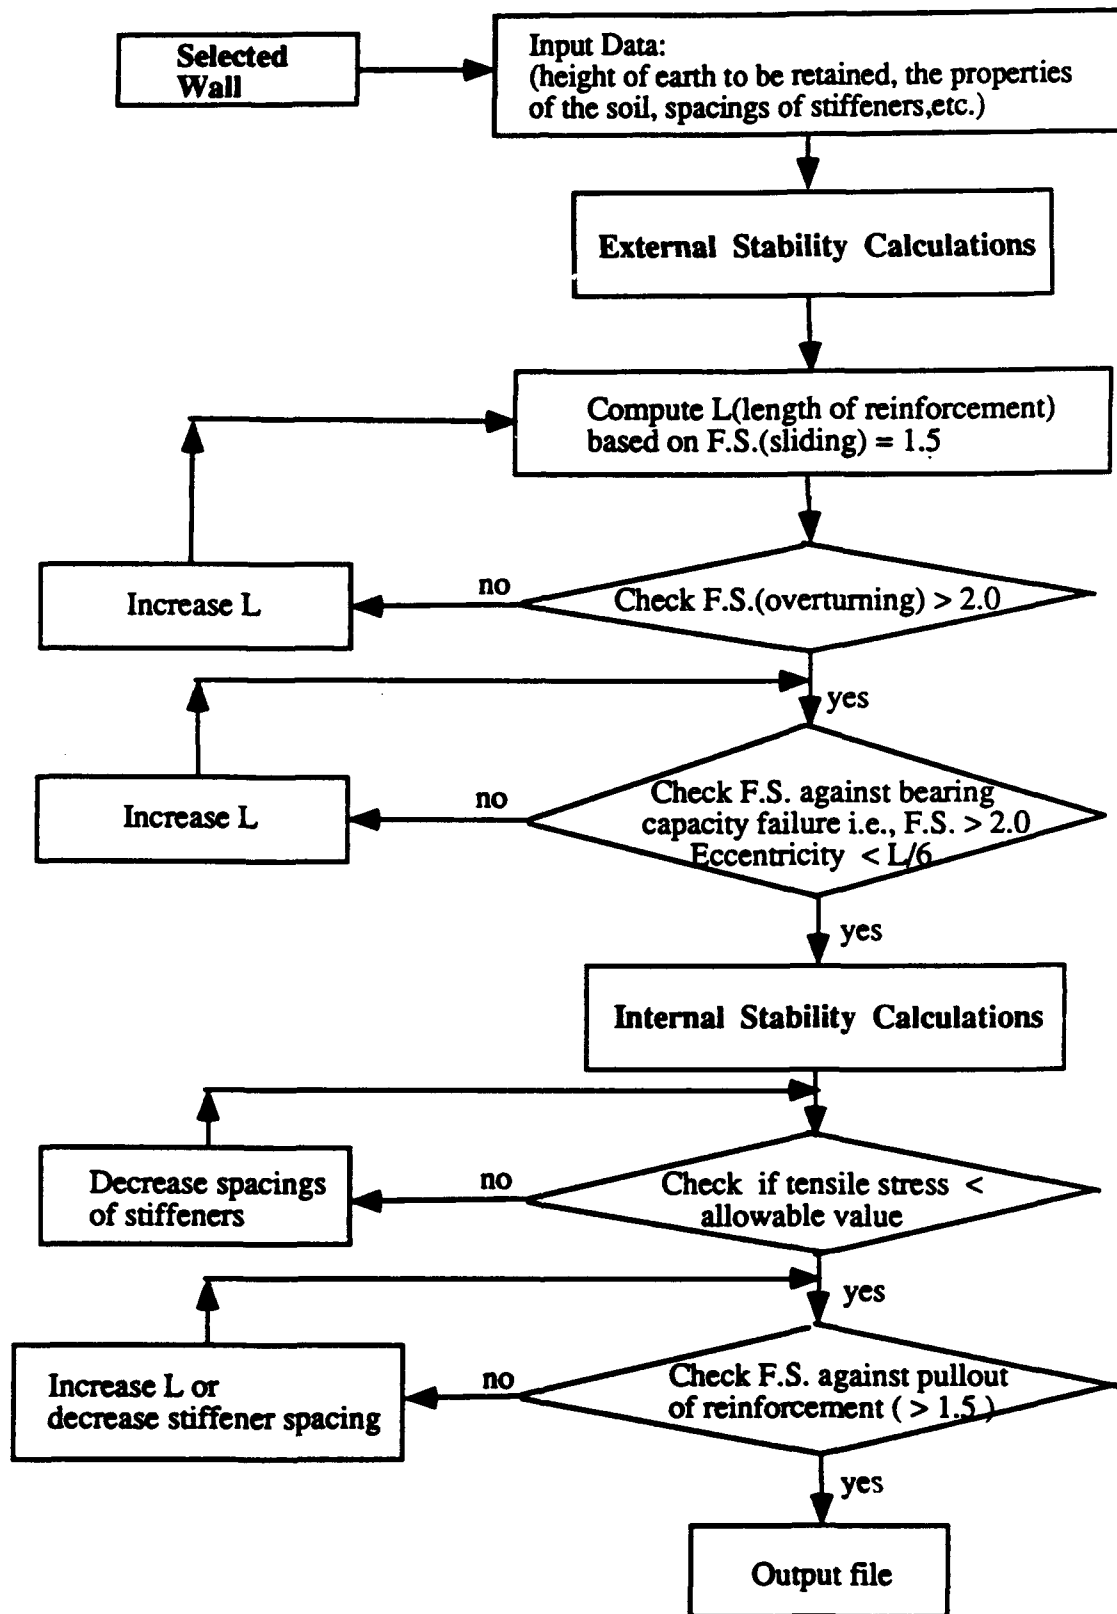 Selected
Wall
Input Data:
(height of earth to be retained, the properties
of the soil, spacings of stiffeners,etc.)
External Stability Calculations
Compute L(length of reinforcement)
based on F.S.(sliding) = 1.5
Increase L
no
Check F.S.(overturning) > 2.0
yes
Increase L
no
Check F.S. against bearing
capacity failure i.e., F.S. > 2.0
Eccentricity < L/6
yes
Internal Stability Calculations
Decrease spacings
of stiffeners
no
Check if tensile stress <
allowable value
yes
Increase L or
decrease stiffener spacing
no
Check F.S. against pullout
of reinforcement ( > 1.5 )
yes
Output file